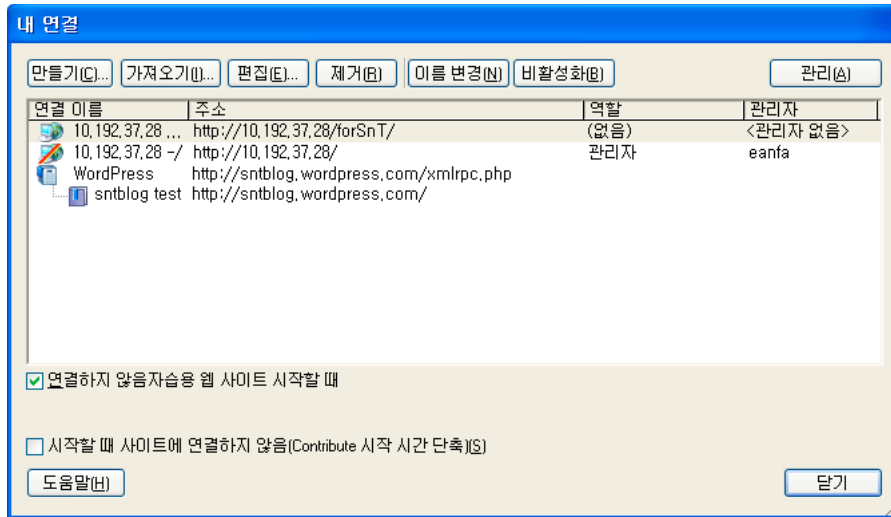 내 연결
만들기(C)... 가져오기(I)... 편집(E)... 제거(R) 이름 변경(N) 비활성화(B) 관리(A)
연결 이름 주소 역할 관리자
10.192.37.28 ... http://10.192.37.28/forSnT/ (없음) <관리자 없음>
10.192.37.28 -/ http://10.192.37.28/ 관리자 eanfa
WordPress http://sntblog.wordpress.com/xmlrpc.php
sntblog test http://sntblog.wordpress.com/
연결하지 않음자습용 웹 사이트 시작할 때
시작할 때 사이트에 연결하지 않음(Contribute 시작 시간 단축)(S)
도움말(H) 닫기